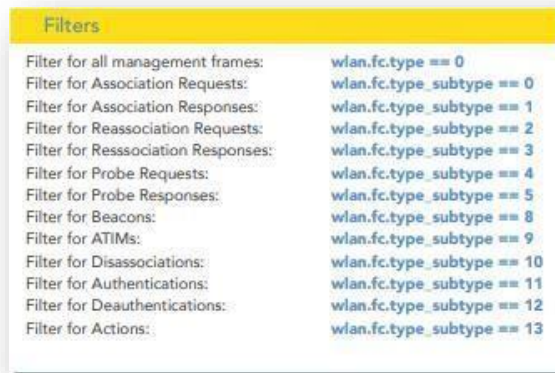 Filters
Filter for all management frames: wlan.fc.type == 0
Filter for Association Requests: wlan.fc.type_subtype == 0
Filter for Association Responses: wlan.fc.type_subtype == 1
Filter for Reassociation Requests: wlan.fc.type_subtype == 2
Filter for Resssociation Responses: wlan.fc.type_subtype == 3
Filter for Probe Requests: wlan.fc.type_subtype == 4
Filter for Probe Responses: wlan.fc.type_subtype == 5
Filter for Beacons: wlan.fc.type_subtype == 8
Filter for ATIMs: wlan.fc.type_subtype == 9
Filter for Disassociations: wlan.fc.type_subtype == 10
Filter for Authentications: wlan.fc.type_subtype == 11
Filter for Deauthentications: wlan.fc.type_subtype == 12
Filter for Actions: wlan.fc.type_subtype == 13